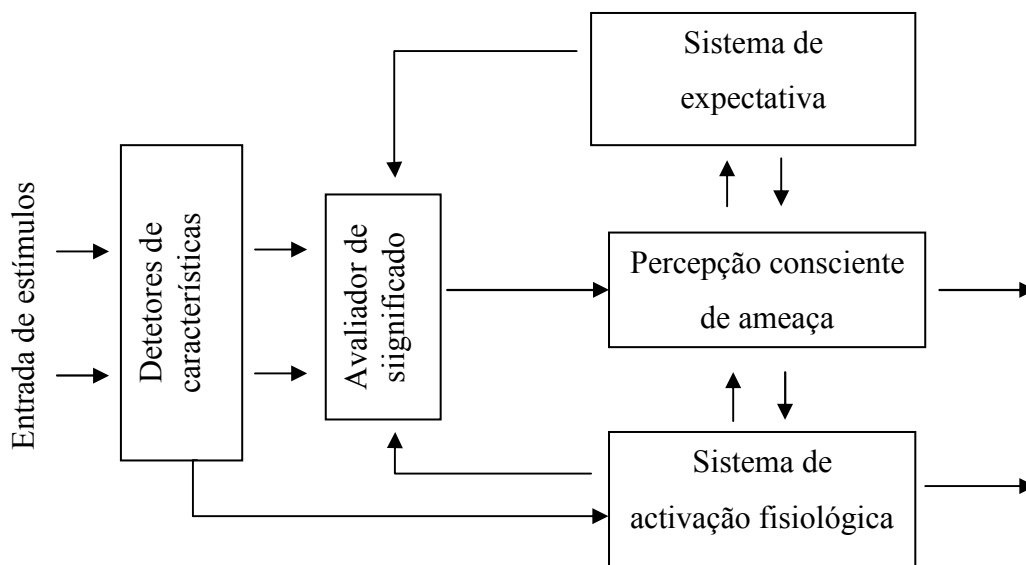 Entrada de estímulos
Detetores de
características
Avaliador de
siignificado
Sistema de
expectativa
Percepção consciente
de ameaça
Sistema de
activação fisiológica